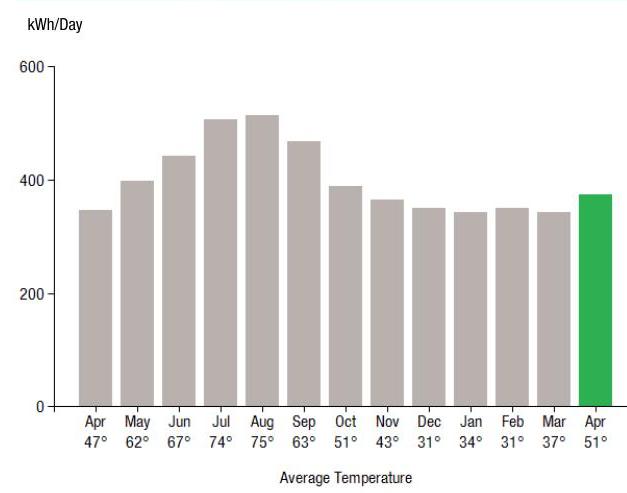 kWh/Day
600
400
200
0
Apr May Jun Jul Aug Sep Oct Nov Dec Jan Feb Mar Apr
47° 62° 67° 74° 75° 63° 51° 43° 31° 34° 31° 37° 51°
Average Temperature